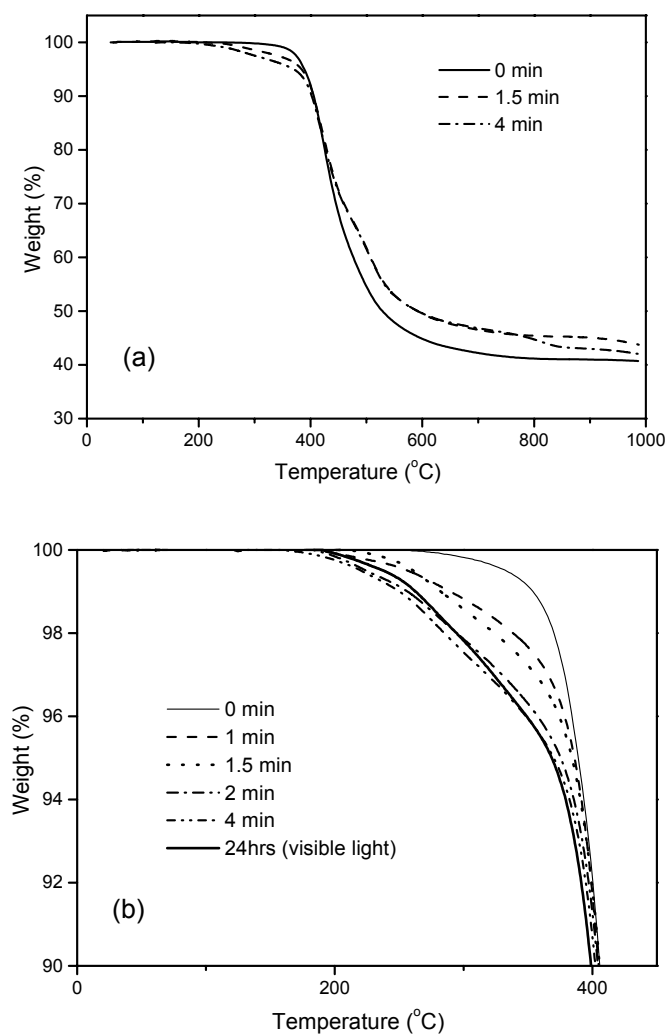 100
90
80
70
60
50
40
30
Weight (%)
0 min
1.5 min
4 min
(a)
0 200 400 600 800 1000
Temperature (°C)
100
98
96
94
92
90
Weight (%)
0 min
1 min
1.5 min
2 min
4 min
24hrs (visible light)
(b)
0 200 400
Temperature (°C)